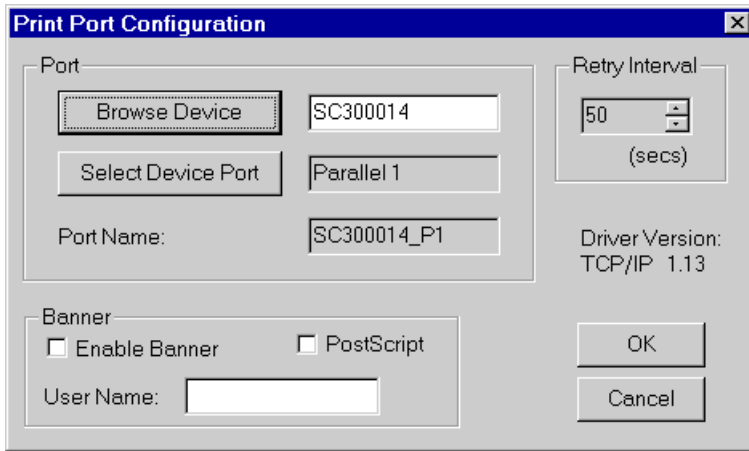 Print Port Configuration
Port
Browse Device
SC300014
Select Device Port
Parallel 1
Port Name:
SC300014_P1
Retry Interval
50
(secs)
Driver Version:
TCP/IP 1.13
Banner
Enable Banner
PostScript
User Name:
OK
Cancel